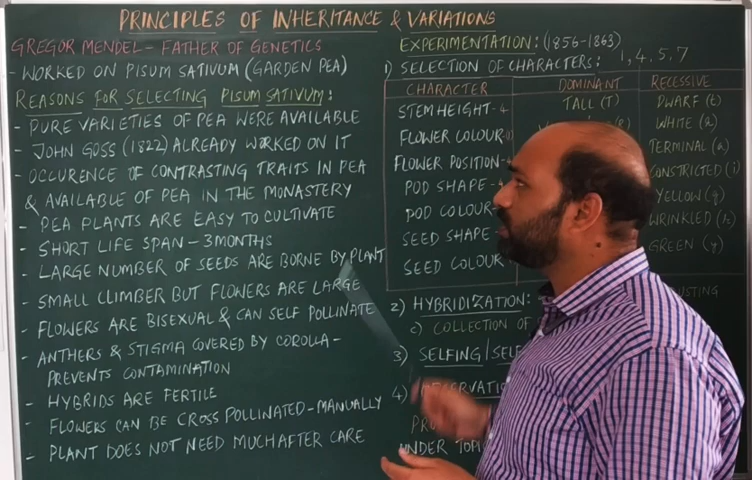 PRINCIPLES OF INHERITANCE & VARIATIONS
GREGOR MENDEL - FATHER OF GENETICS
- WORKED ON PISUM SATIVUM (GARDEN PEA)
REASONS FOR SELECTING PISUM SATIVUM:
- PURE VARIETIES OF PEA WERE AVAILABLE
- JOHN GOSS (1822) ALREADY WORKED ON IT
- OCCURENCE OF CONTRASTING TRAITS IN PEA
& AVAILABLE OF PEA IN THE MONASTERY
- PEA PLANTS ARE EASY TO CULTIVATE
- SHORT LIFE SPAN - 3 MONTHS
- LARGE NUMBER OF SEEDS ARE BORNE BY PLANT
- SMALL CLIMBER BUT FLOWERS ARE LARGE
- FLOWERS ARE BISEXUAL & CAN SELF POLLINATE
- ANTHERS & STIGMA COVERED BY COROLLA -
PREVENTS CONTAMINATION
- HYBRIDS ARE FERTILE
- FLOWERS CAN BE CROSS POLLINATED - MANUALLY
- PLANT DOES NOT NEED MUCH AFTER CARE
EXPERIMENTATION: (1856-1863)
1) SELECTION OF CHARACTERS: 1, 4, 5, 7
CHARACTER DOMINANT RECESSIVE
STEM HEIGHT - 4 TALL (T) DWARF (t)
FLOWER COLOUR WHITE
FLOWER POSITION - TERMINAL (a)
POD SHAPE - CONSTRICTED (i)
POD COLOUR - YELLOW (g)
SEED SHAPE - WRINKLED
SEED COLOUR GREEN (y)
2) HYBRIDIZATION:
c) COLLECTION OF
3) SELFING/
4)
UNDER